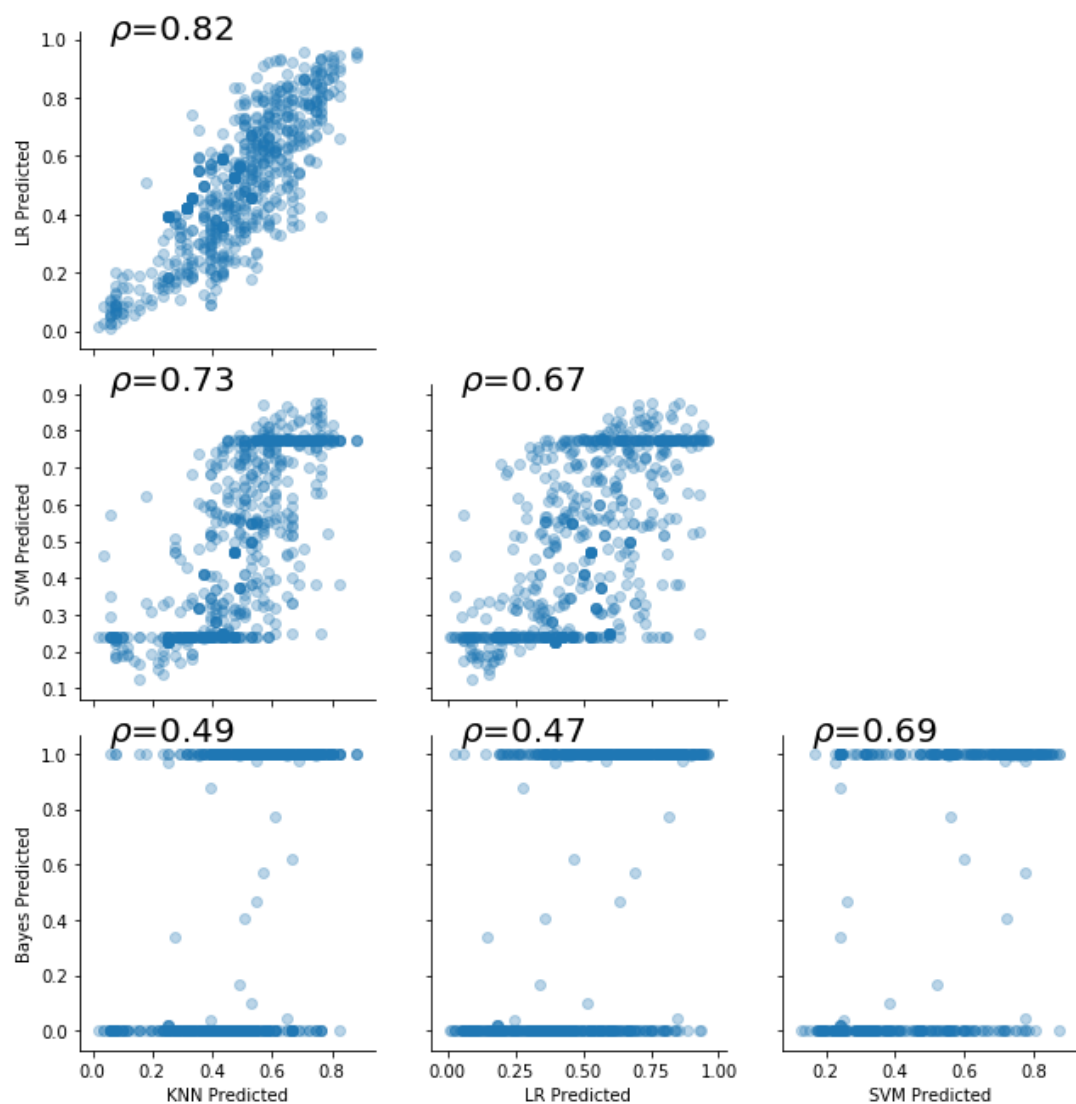 ρ=0.82
1.0
0.8
0.6
0.4
0.2
0.0
LR Predicted
ρ=0.73
ρ=0.67
0.9
0.8
0.7
0.6
0.5
0.4
0.3
0.2
0.1
SVM Predicted
ρ=0.49
ρ=0.47
ρ=0.69
1.0
0.8
0.6
0.4
0.2
0.0
Bayes Predicted
0.0 0.2 0.4 0.6 0.8
0.00 0.25 0.50 0.75 1.00
0.2 0.4 0.6 0.8
KNN Predicted
LR Predicted
SVM Predicted